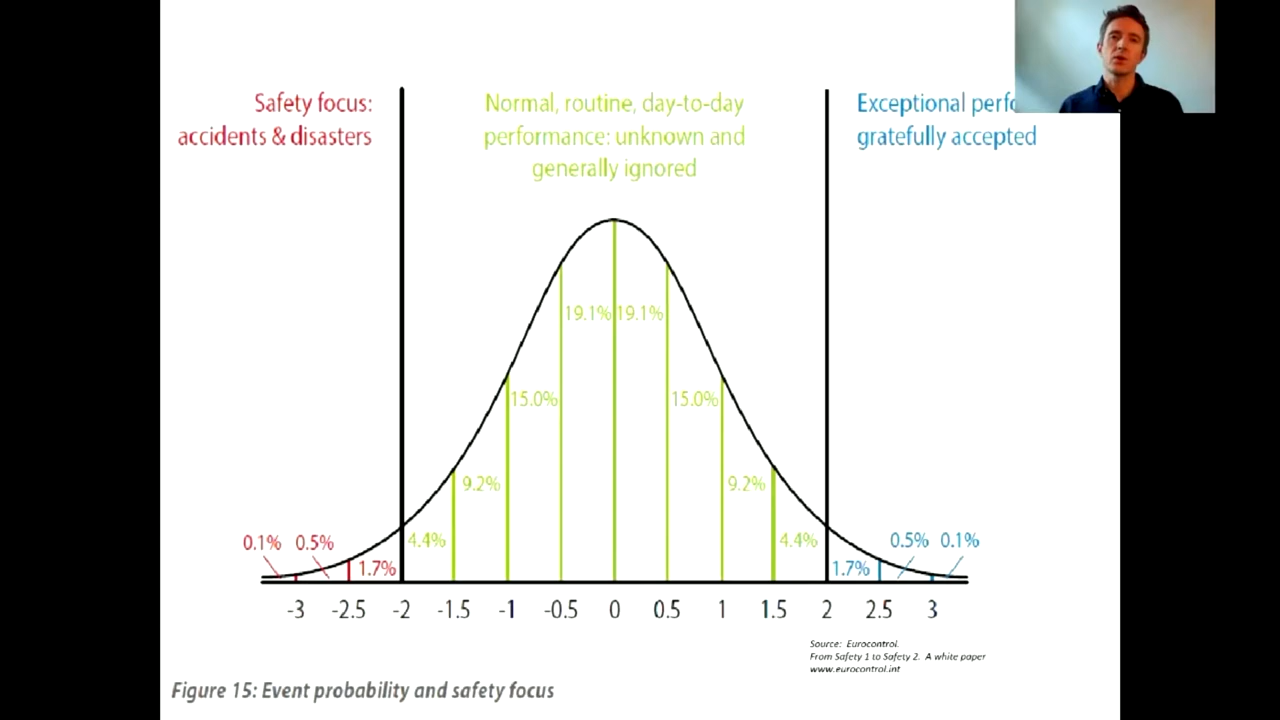 Safety focus:
accidents & disasters
Normal, routine, day-to-day
performance: unknown and
generally ignored
Exceptional
gratefully accepted
19.1% 19.1%
15.0% 15.0%
9.2% 9.2%
0.1% 0.5% 4.4% 4.4% 0.5% 0.1%
1.7% 1.7%
-3 -2.5 -2 -1.5 -1 -0.5 0 0.5 1 1.5 2 2.5 3
Source: Eurocontrol.
From Safety 1 to Safety 2. A white paper
www.eurocontrol.int
Figure 15: Event probability and safety focus